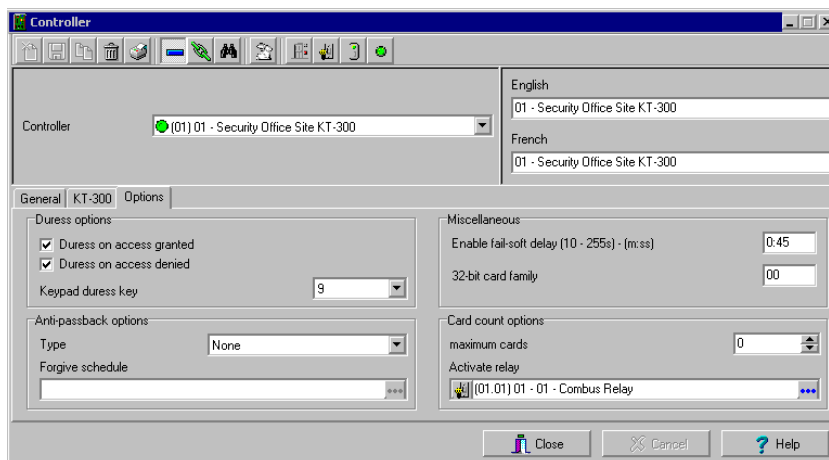 Controller
English
01 - Security Office Site KT-300
Controller
(01) 01 - Security Office Site KT-300
French
01 - Security Office Site KT-300
General
KT-300
Options
Duress options
Duress on access granted
Duress on access denied
Keypad duress key
9
Miscellaneous
Enable fail-soft delay (10 - 255s) - (m:ss)
0:45
32-bit card family
00
Anti-passback options
Type
None
Forgive schedule
...
Card count options
maximum cards
0
Activate relay
(01.01) 01 - 01 - Combus Relay
...
Close
Cancel
? Help